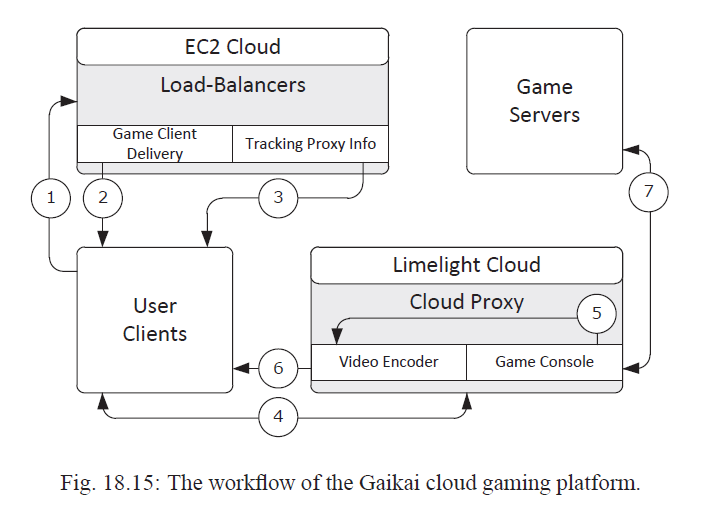 EC2 Cloud
Load-Balancers
Game Client
Delivery
Tracking Proxy Info
Game
Servers
1
2
3
7
User
Clients
Limelight Cloud
Cloud Proxy
5
Video Encoder
Game Console
6
4
Fig. 18.15: The workflow of the Gaikai cloud gaming platform.